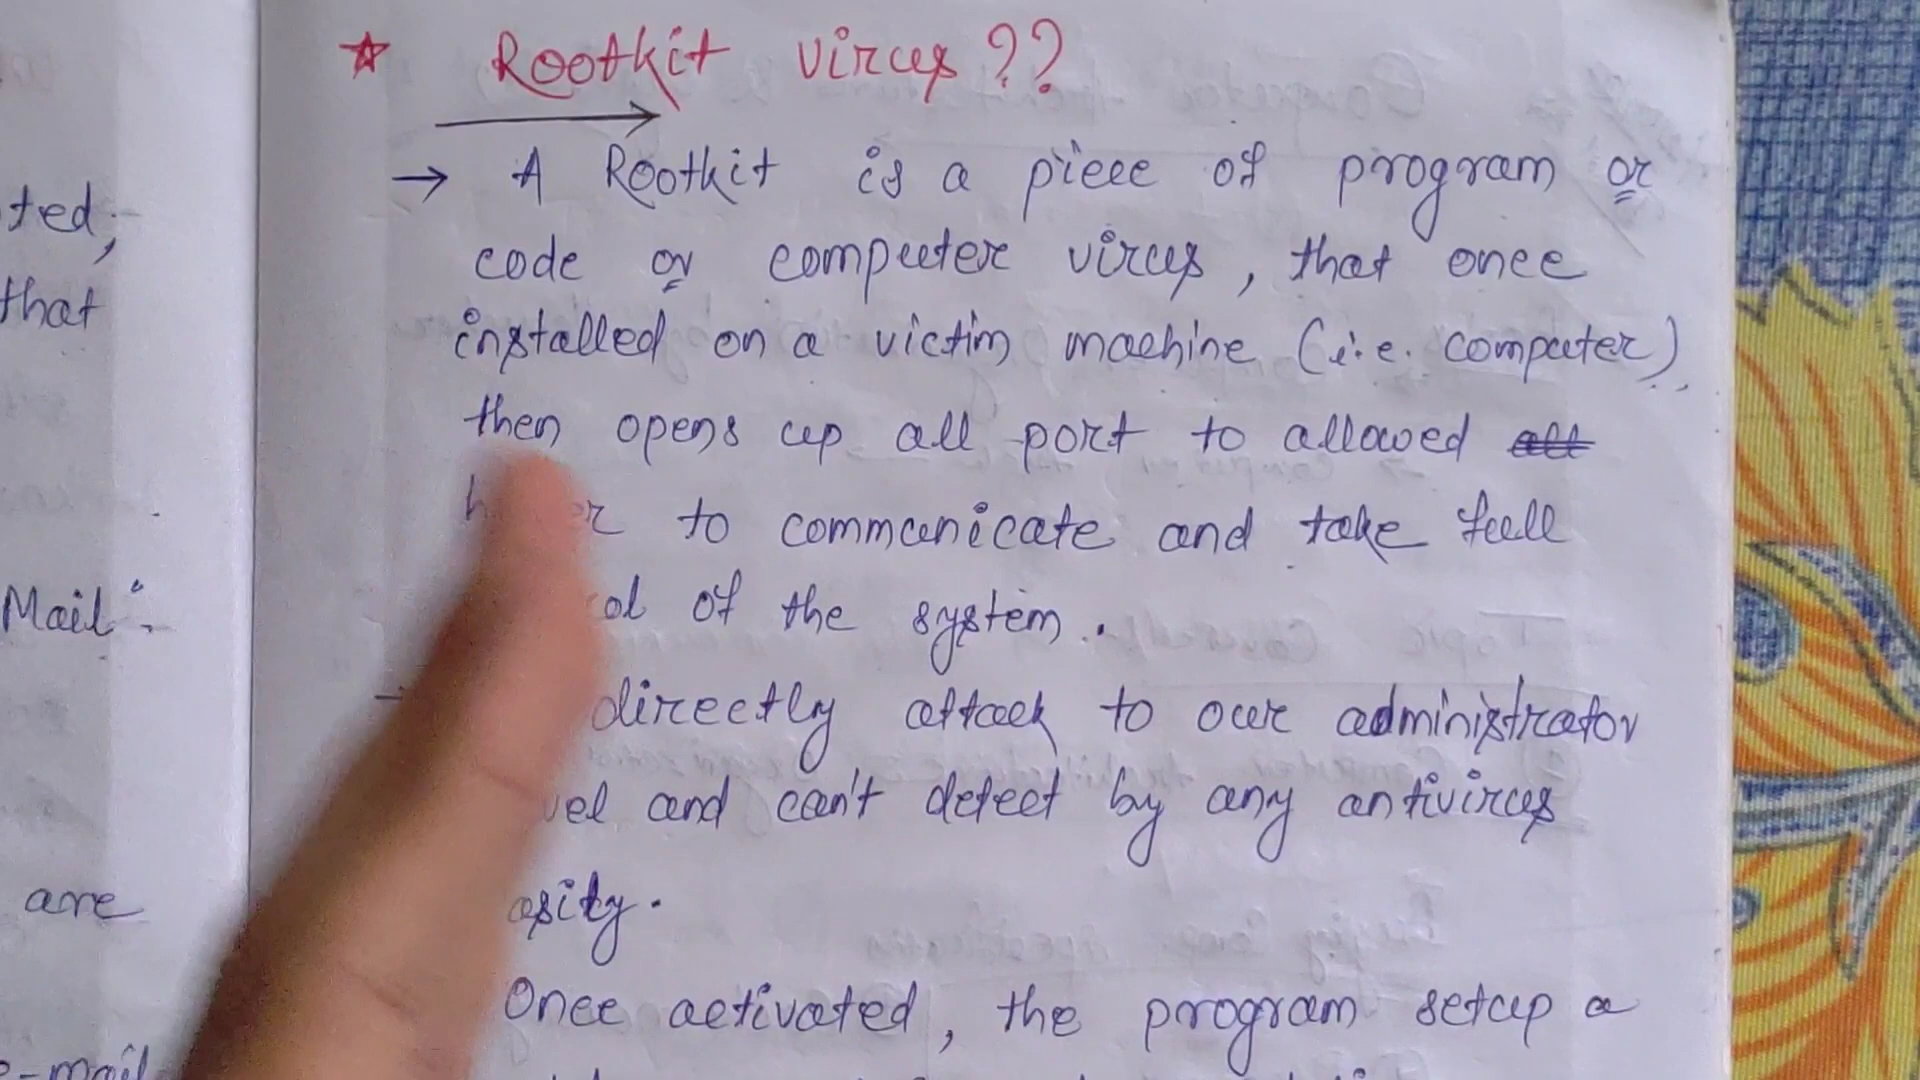 ted,
that
Mail:
are
e-mail
Rootkit virus??
→ A Rootkit is a piece of program or
code or computer virus, that once
installed on a victim machine (i.e. computer)
then opens up all port to allowed all
to communicate and take full
of the system.
directly attack to our administrator
and can't detect by any antivirus
Once activated, the program setup a